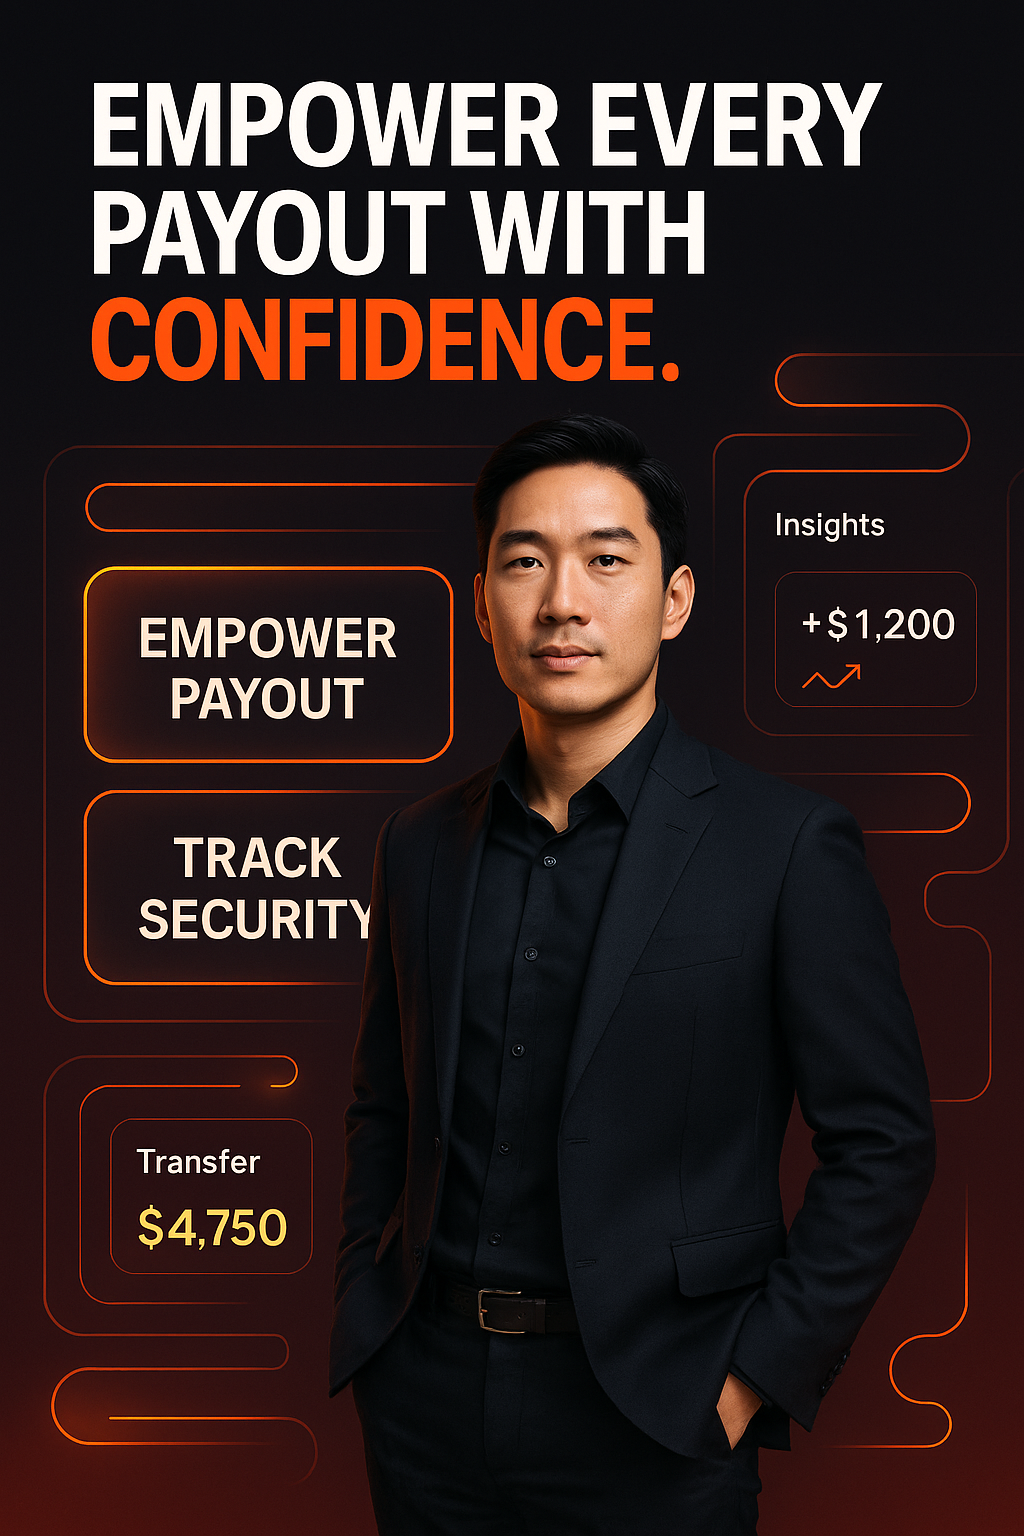 EMPOWER EVERY
PAYOUT WITH
CONFIDENCE.
Insights
+$1,200
EMPOWER
PAYOUT
TRACK
SECURITY
Transfer
$4,750